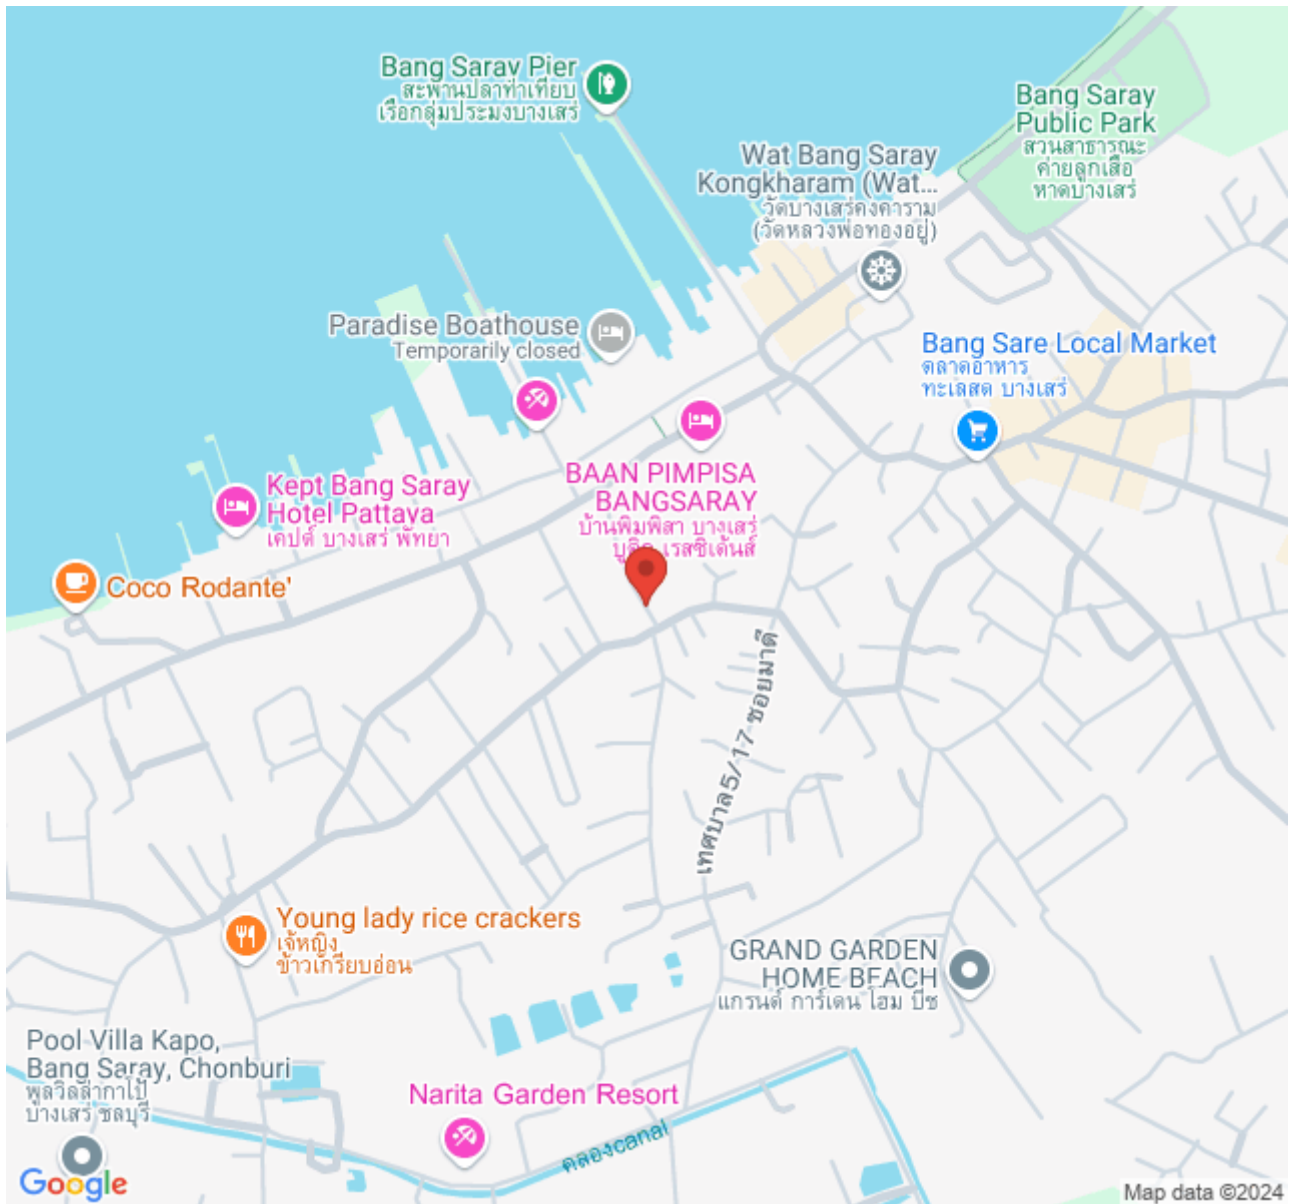 Bang Saray Pier
สะพานปลาท่าเทียบ
เรือกลุ่มประมงบางเสร่
Bang Saray
Public Park
สวนสาธารณะ
ค่ายลูกเสือ
หาดบางเสร่
Wat Bang Saray
Kongkharam (Wat...
วัดบางเสร่คงคาราม
(วัดหลวงพ่อทองอยู่)
Paradise Boathouse
Temporarily closed
Bang Sare Local Market
ตลาดอาหาร
ทะเลสด บางเสร่
BAAN PIMPISA
BANGSARAY
บ้านพิมพิสา บางเสร่
เรสซิเด้นส์
Kept Bang Saray
Hotel Pattaya
เคปต์ บางเสร่ พัทยา
Coco Rodante'
เทศบาล5/17 ซอยมาดี
Young lady rice crackers
เจ้หญิง
ข้าวเกรียบอ่อน
GRAND GARDEN
HOME BEACH
แกรนด์ การ์เดน โฮม บีช
Pool Villa Kapo,
Bang Saray, Chonburi
พูลวิลล่ากาโป้
บางเสร่ ชลบุรี
Narita Garden Resort
คลองcanal
Google
Map data ©2024